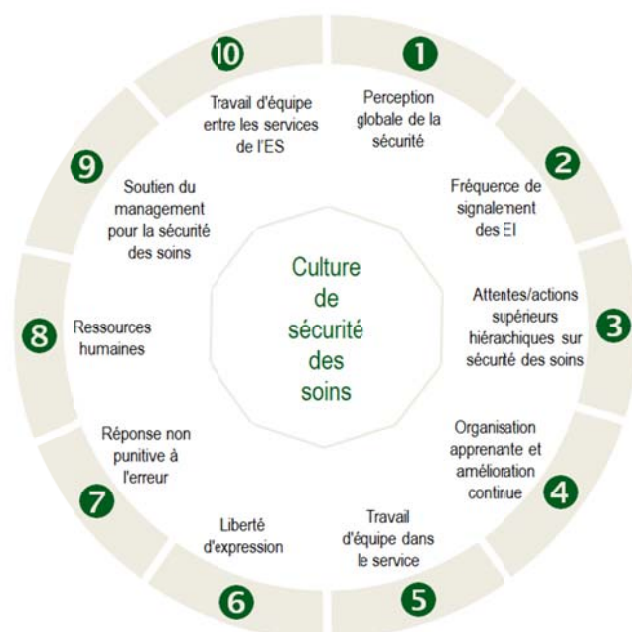 1
Perception
globale de la
sécurité
2
Fréquence de
signalement
des EI
3
Attentes/actions
supérieurs
hiérarchiques sur
sécurité des soins
4
Organisation
apprenante et
amélioration
continue
5
Travail
d'équipe dans
le service
6
Liberté
d'expression
7
Réponse non
punitive à
l'erreur
8
Ressources
humaines
9
Soutien du
management
pour la sécurité
des soins
10
Travail d'équipe
entre les services
de l'ES
Culture
de
sécurité
des
soins